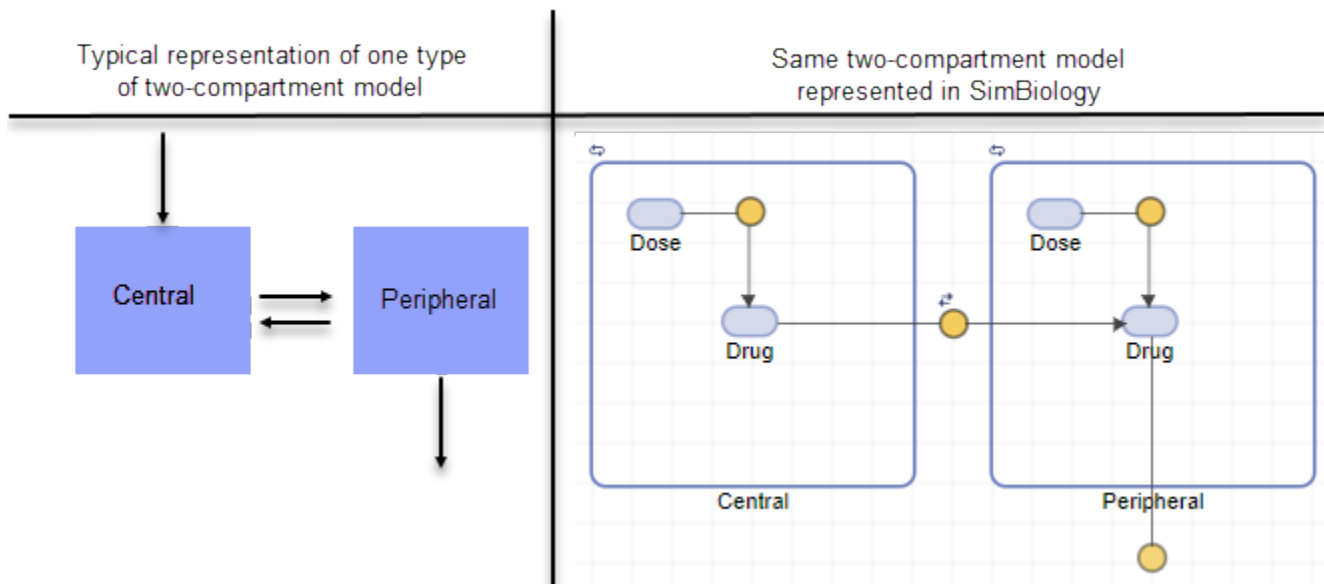 Typical representation of one type
of two-compartment model
Same two-compartment model
represented in SimBiology
Central
Peripheral
Dose
Drug
Central
Dose
Drug
Peripheral